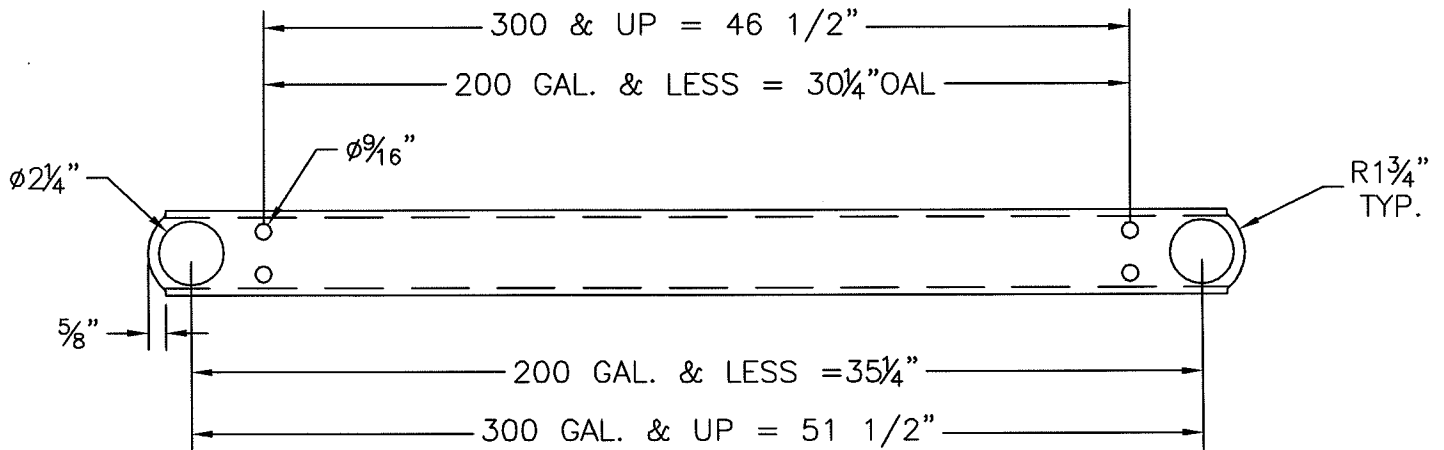 300 & UP = 46 1/2"
200 GAL. & LESS = 30¼"OAL
ø9/16"
ø2¼"
R1¾"
TYP.
⅝"
200 GAL. & LESS =35¼"
300 GAL. & UP = 51 1/2"